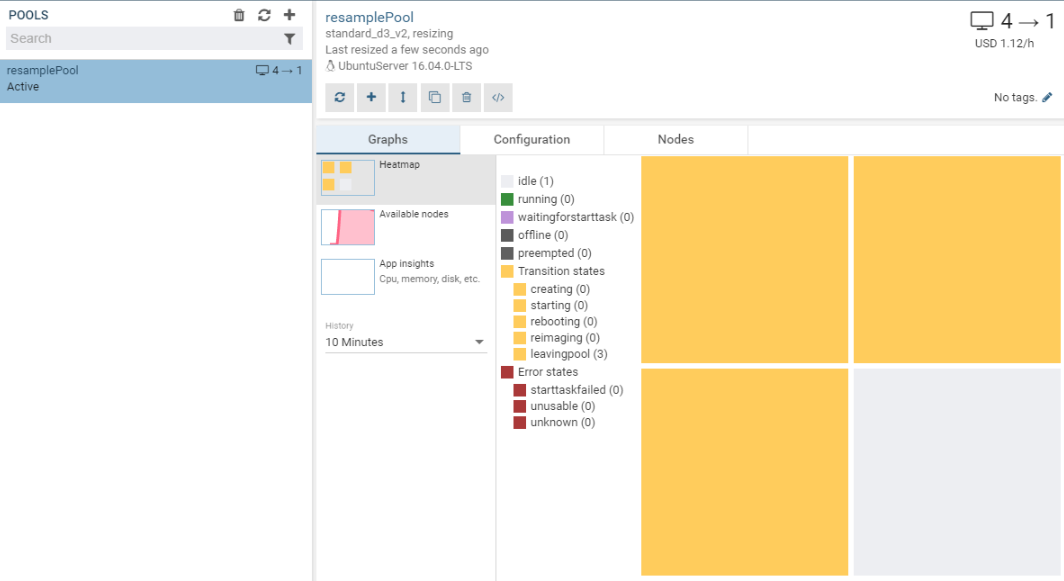 POOLS
Search
resamplePool
4 → 1
Active
resamplePool
standard_d3_v2, resizing
Last resized a few seconds ago
UbuntuServer 16.04.0-LTS
4 → 1
USD 1.12/h
No tags.
Graphs
Configuration
Nodes
Heatmap
Available nodes
App insights
Cpu, memory, disk, etc.
History
10 Minutes
idle (1)
running (0)
waitingforstarttask (0)
offline (0)
preempted (0)
Transition states
creating (0)
starting (0)
rebooting (0)
reimaging (0)
leavingpool (3)
Error states
starttaskfailed (0)
unusable (0)
unknown (0)